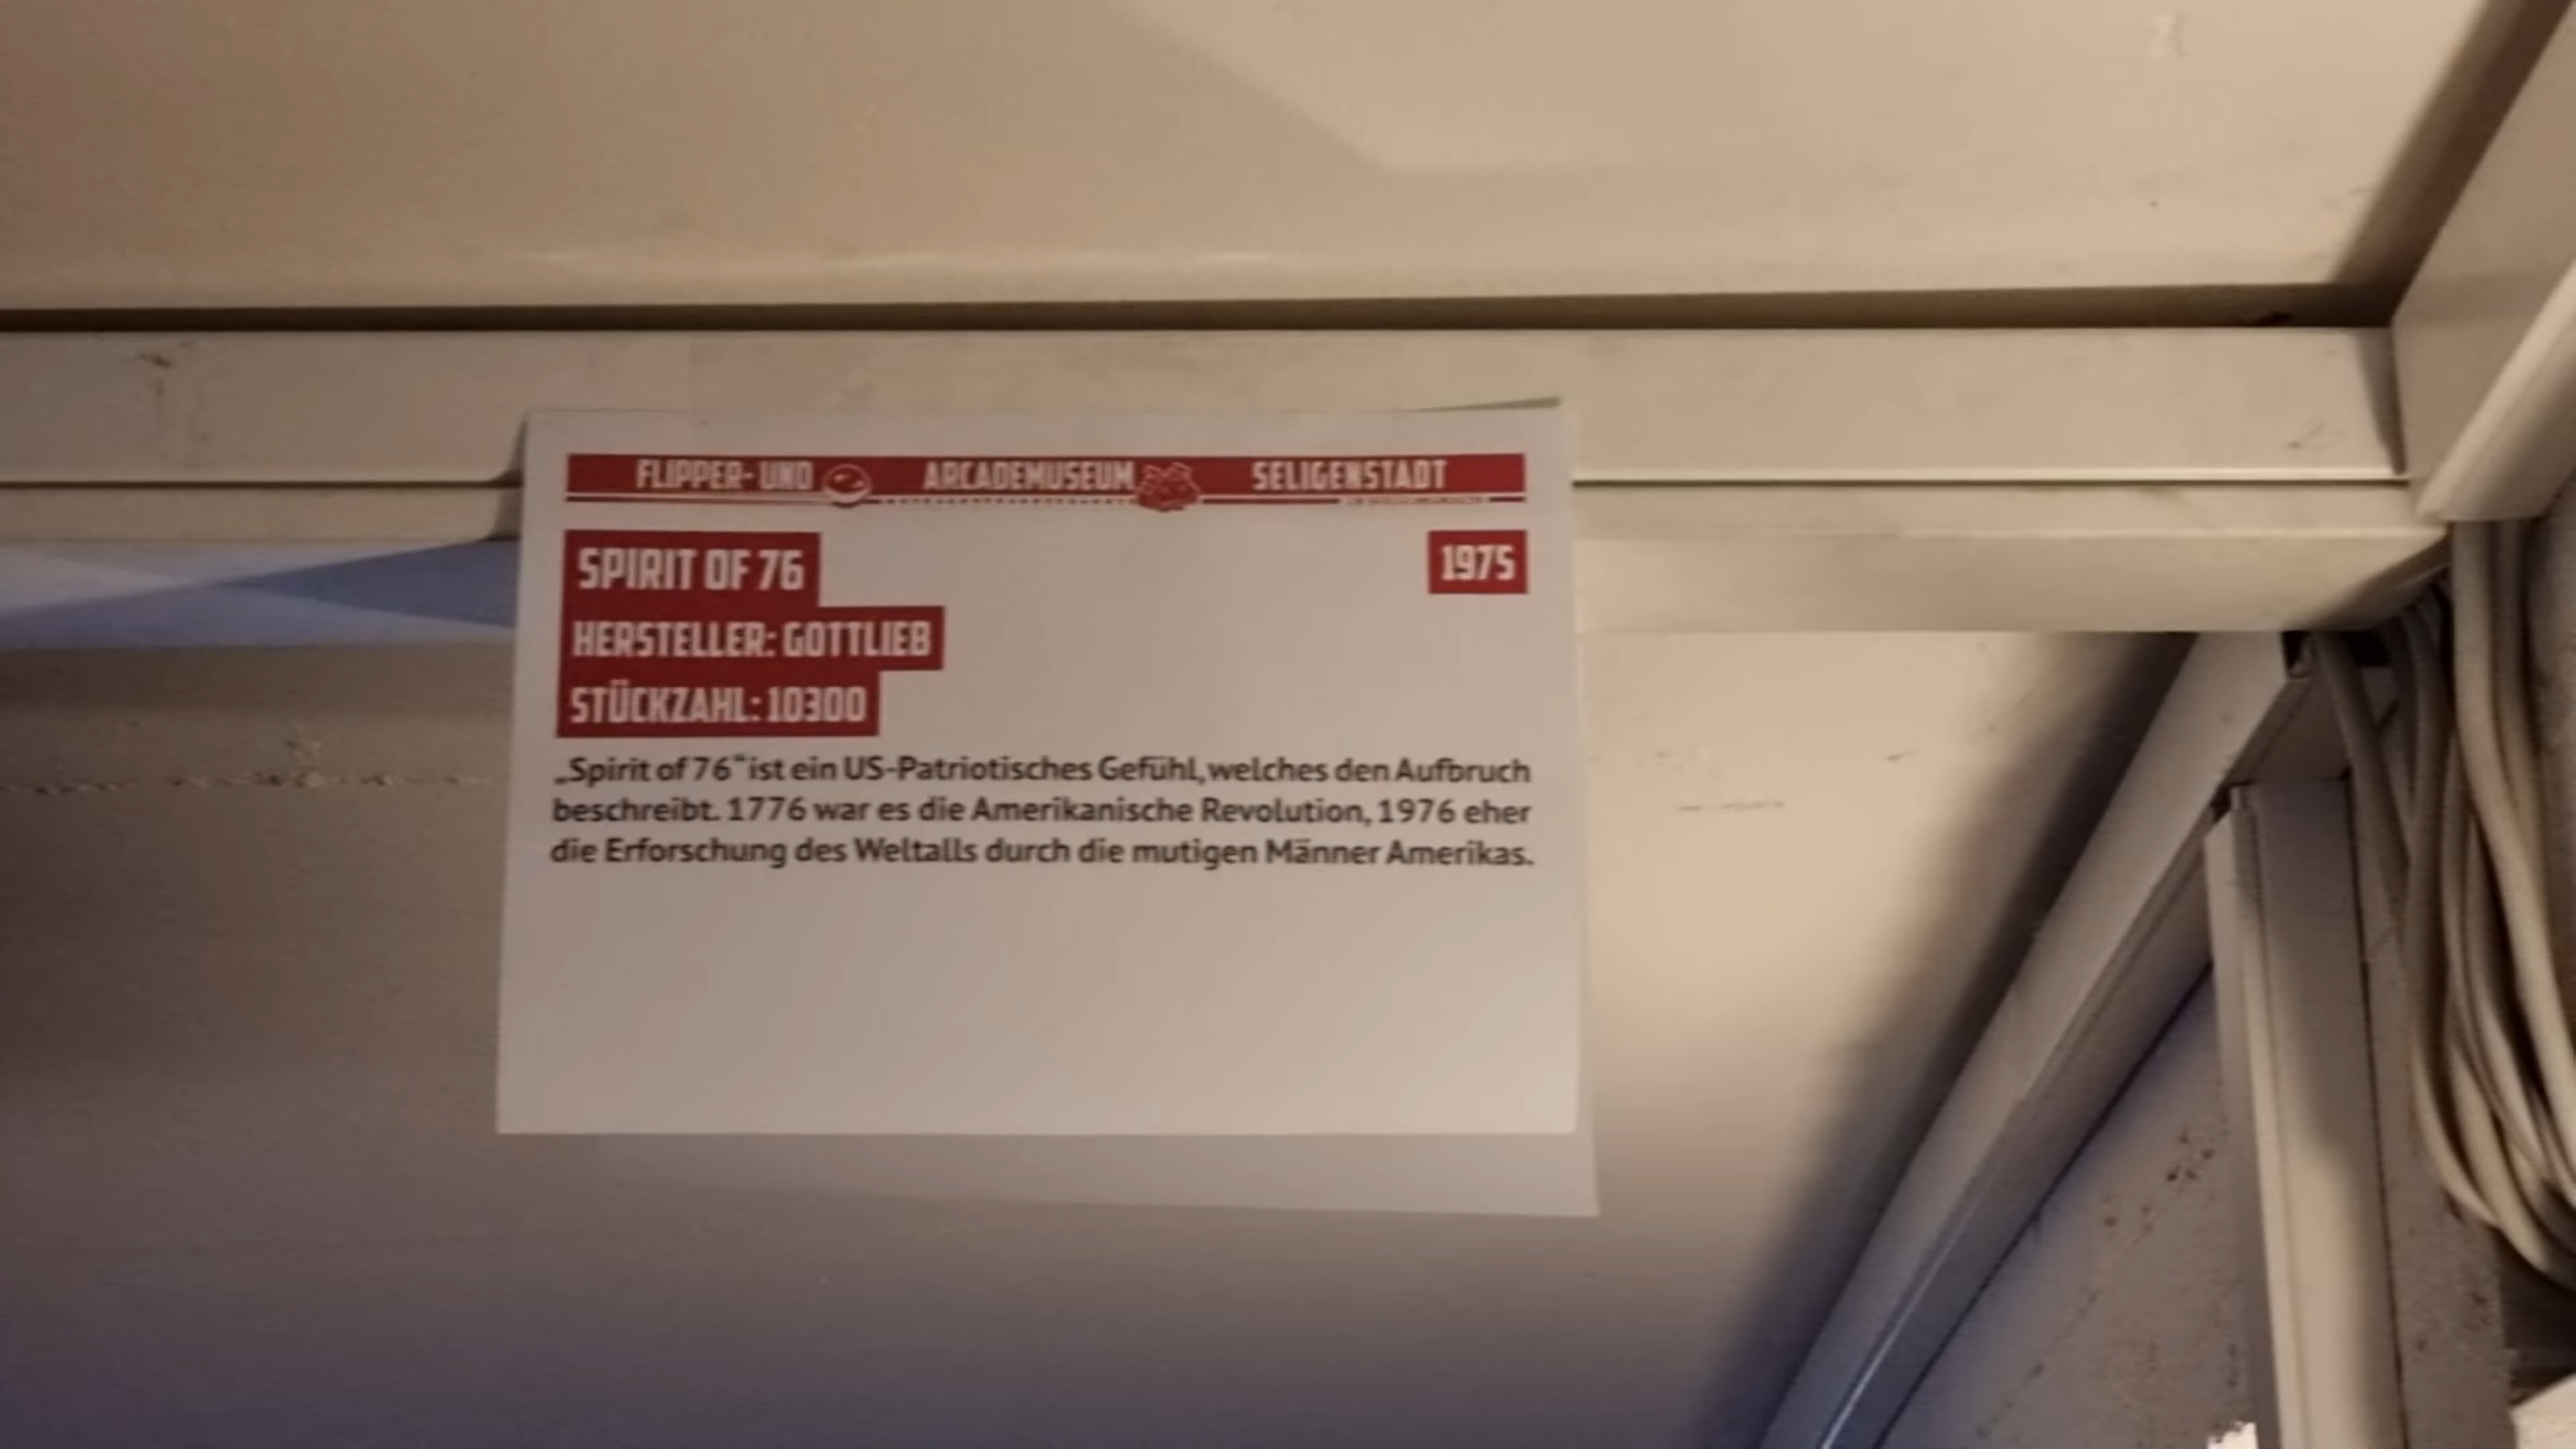 FLIPPER- UND ARCADEMUSEUM SELIGENSTADT
SPIRIT OF 76
1975
HERSTELLER: GOTTLIEB
STÜCKZAHL: 10300
„Spirit of 76“ ist ein US-Patriotisches Gefühl, welches den Aufbruch
beschreibt. 1776 war es die Amerikanische Revolution, 1976 eher
die Erforschung des Weltalls durch die mutigen Männer Amerikas.